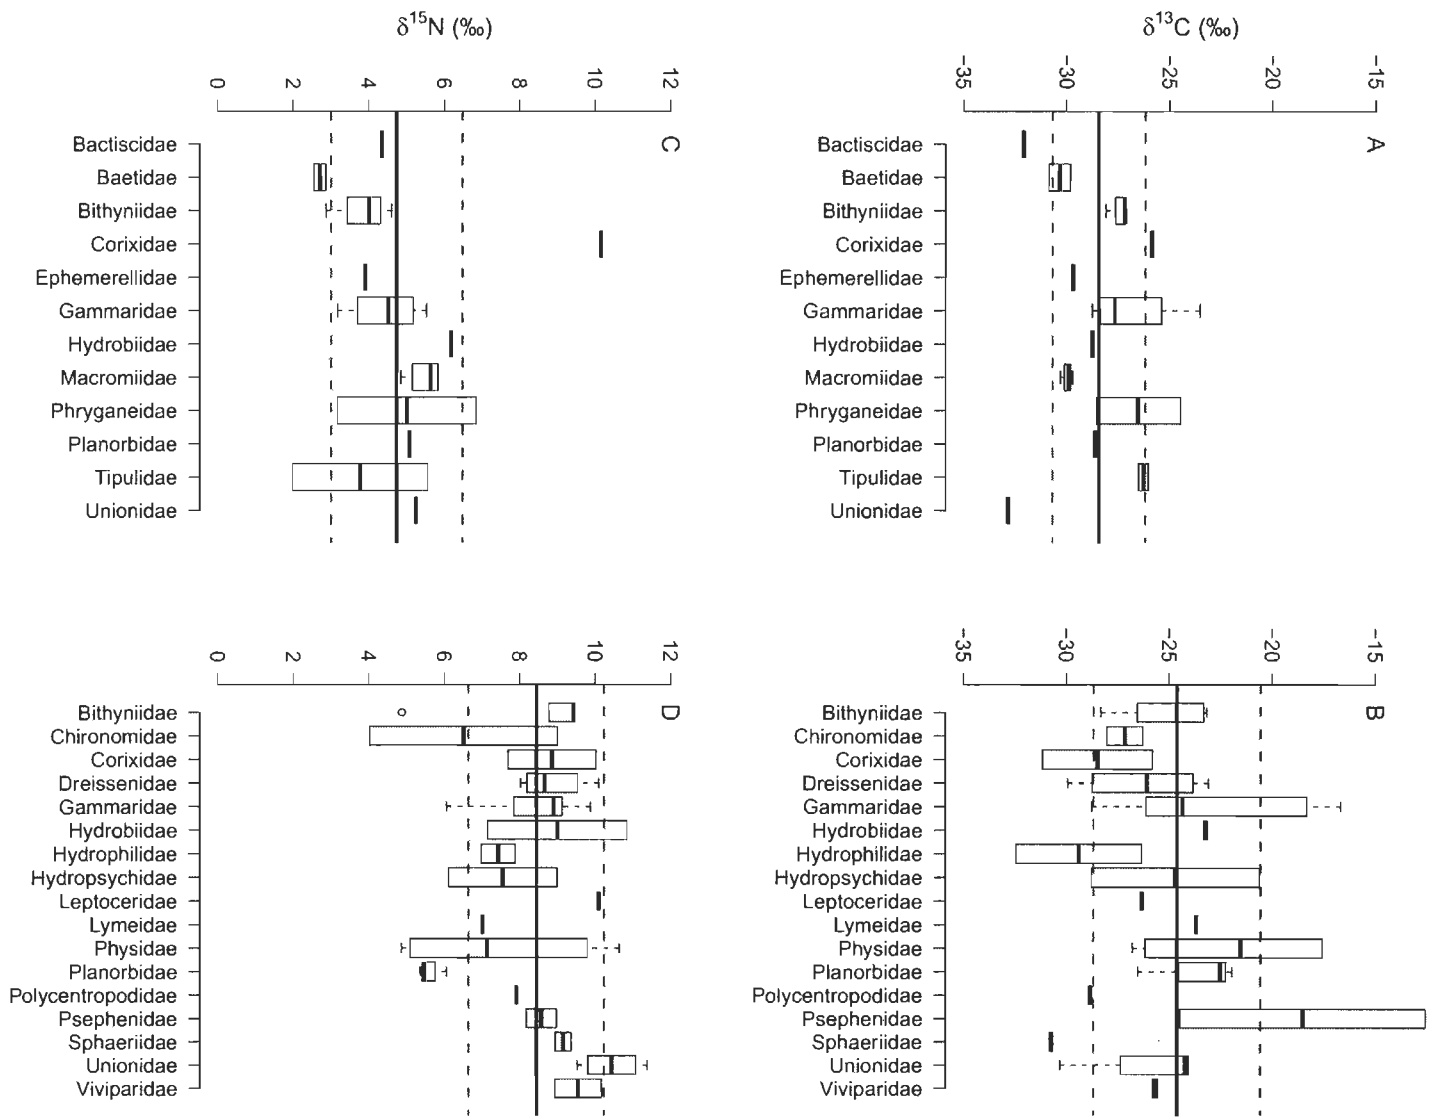 δ15N (‰)
0 2 4 6 8 10 12
C
Bactiscidae
Baetidae
Bithyniidae
Corixidae
Ephemerellidae
Gammaridae
Hydrobiidae
Macromiidae
Phryganeidae
Planorbidae
Tipulidae
Unionidae
δ13C (‰)
-35 -30 -25 -20 -15
A
Bactiscidae
Baetidae
Bithyniidae
Corixidae
Ephemerellidae
Gammaridae
Hydrobiidae
Macromiidae
Phryganeidae
Planorbidae
Tipulidae
Unionidae
0 2 4 6 8 10 12
D
Bithyniidae
Chironomidae
Corixidae
Dreissenidae
Gammaridae
Hydrobiidae
Hydrophilidae
Hydropsychidae
Leptoceridae
Lymeidae
Physidae
Planorbidae
Polycentropodidae
Psephenidae
Sphaeriidae
Unionidae
Viviparidae
-35 -30 -25 -20 -15
B
Bithyniidae
Chironomidae
Corixidae
Dreissenidae
Gammaridae
Hydrobiidae
Hydrophilidae
Hydropsychidae
Leptoceridae
Lymeidae
Physidae
Planorbidae
Polycentropodidae
Psephenidae
Sphaeriidae
Unionidae
Viviparidae